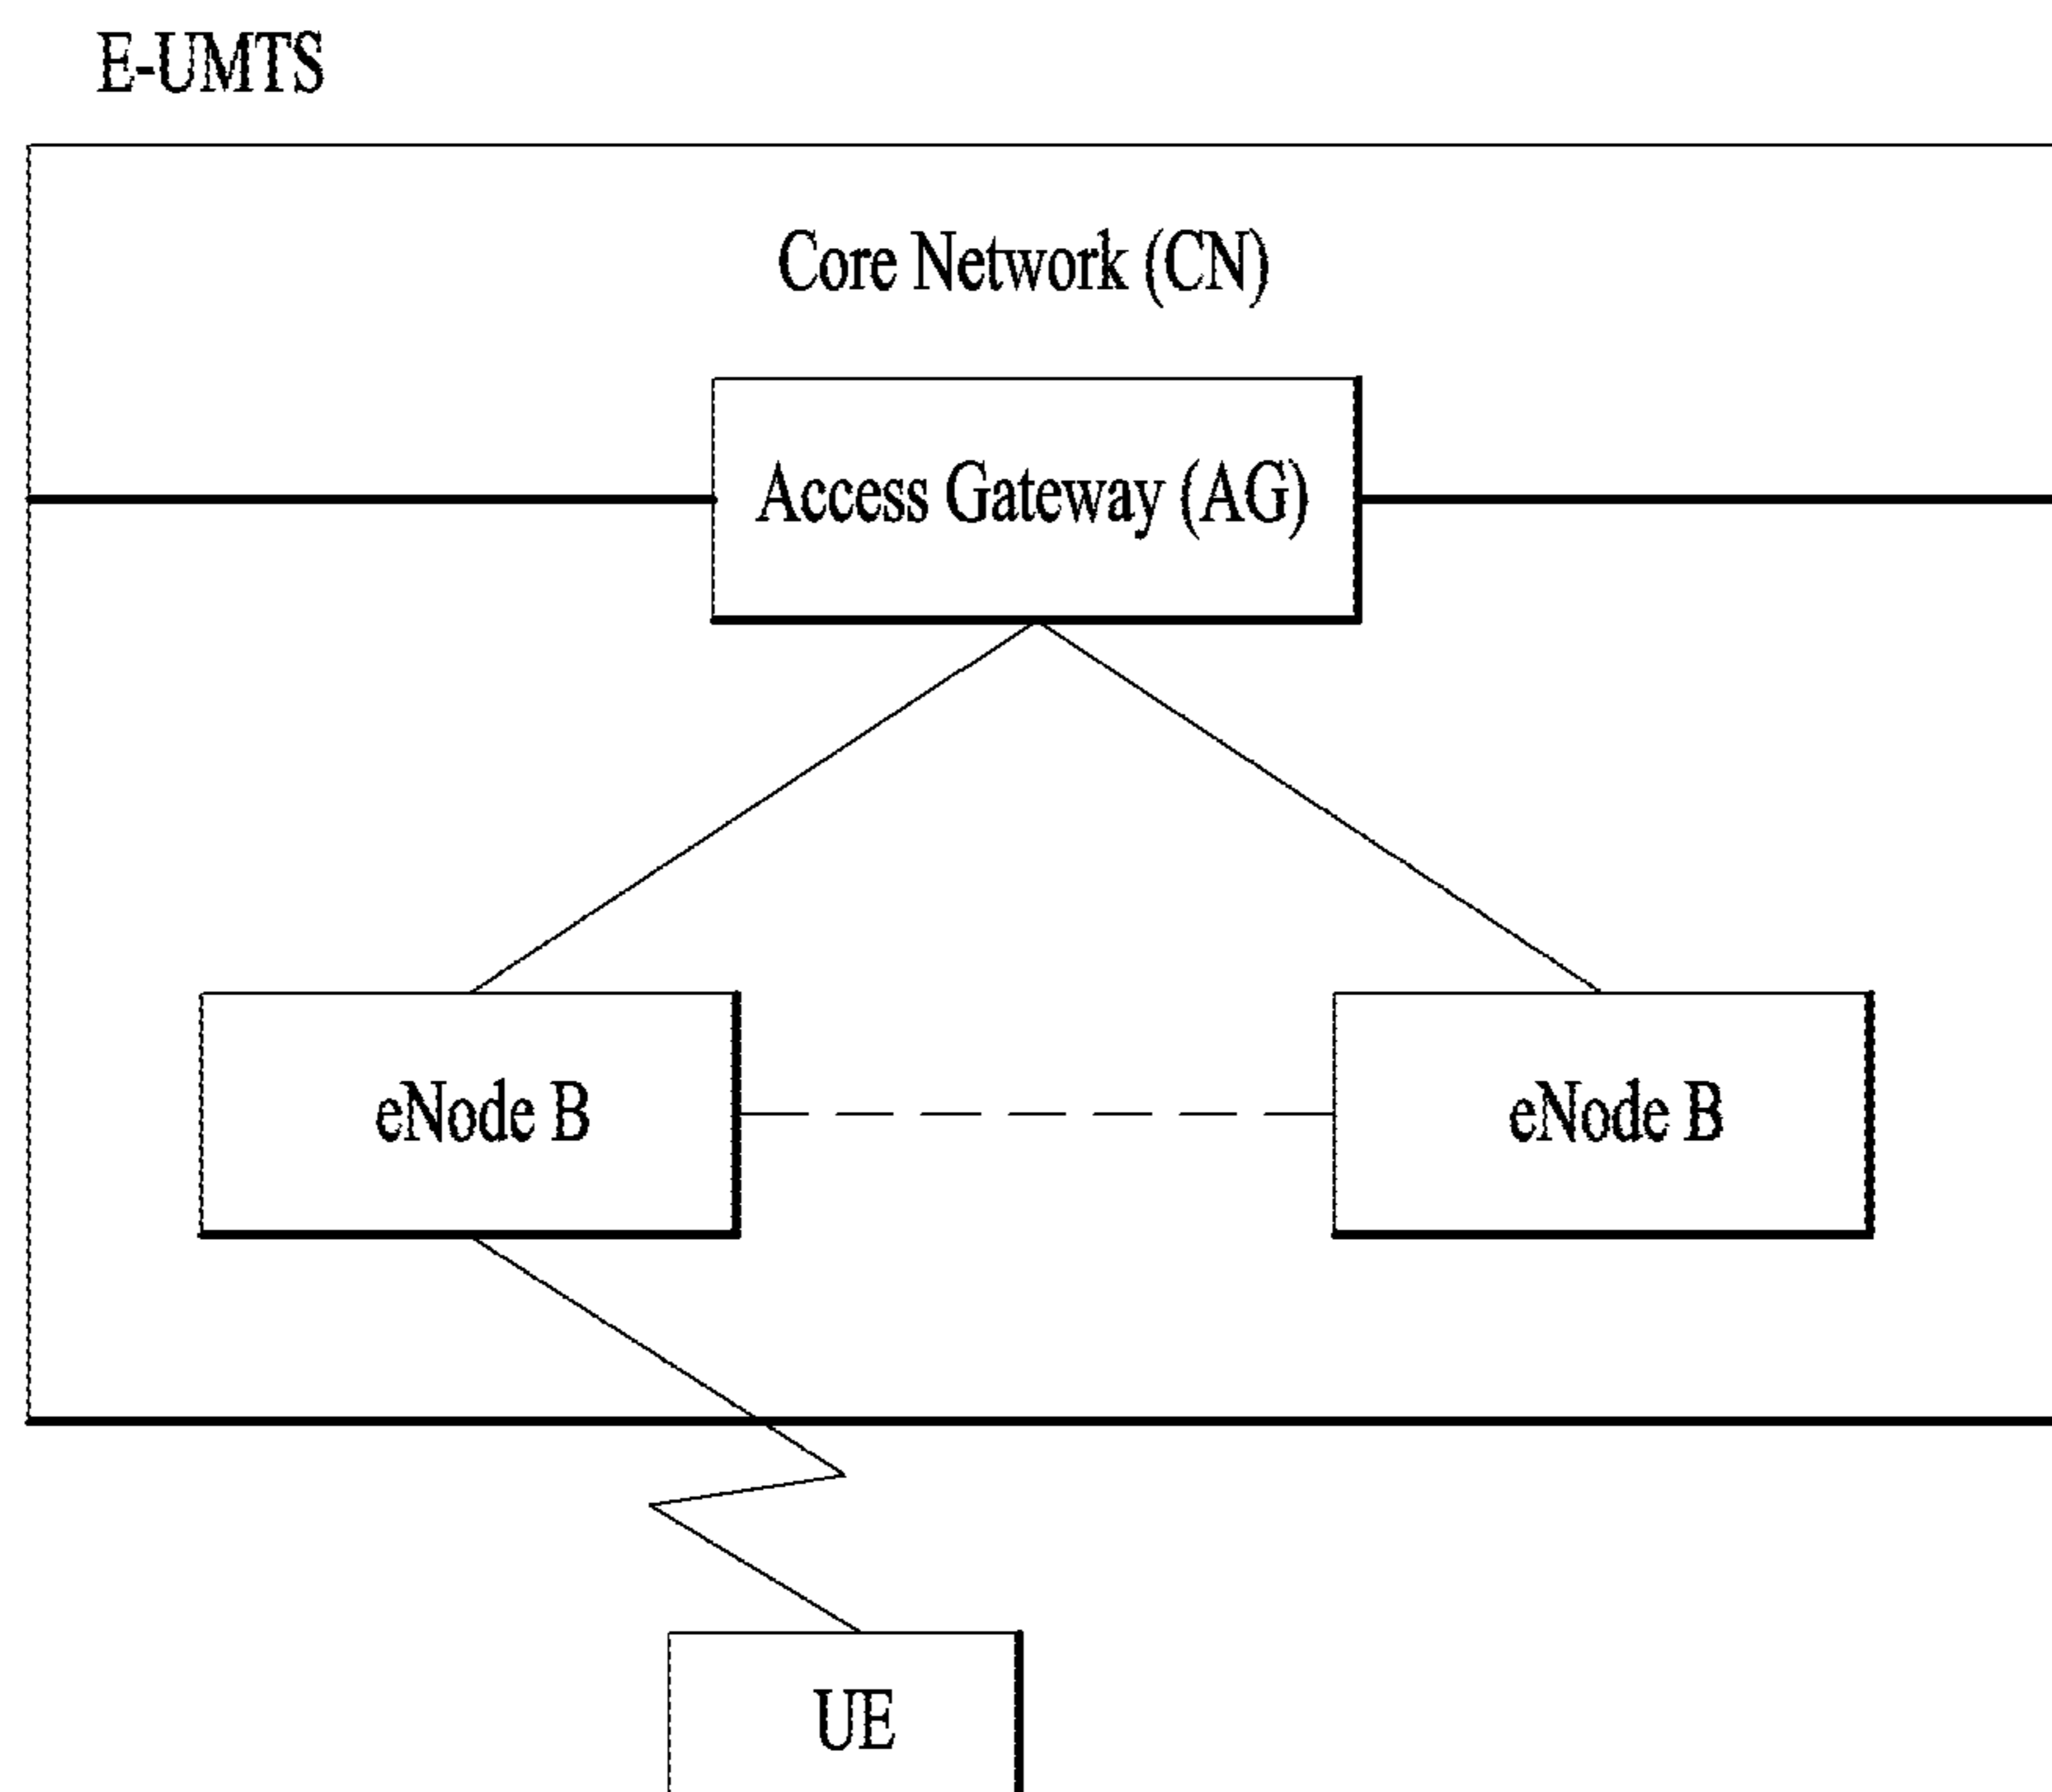 E-UMTS
Core Network (CN)
Access Gateway (AG)
eNode B
eNode B
UE